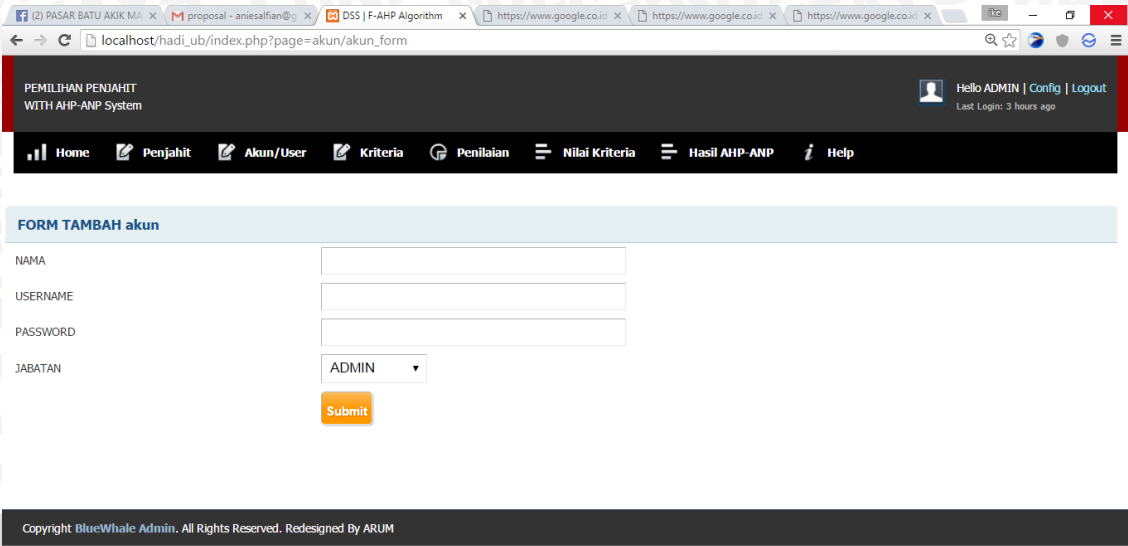 (2) PASAR BATU AKIK MA
proposal - aniesalfian@g
DSS | F-AHP Algorithm
https://www.google.co.id
https://www.google.co.id
https://www.google.co.id
ike
localhost/hadi_ub/index.php?page=akun/akun_form
PEMILIHAN PENJAHIT
WITH AHP-ANP System
Hello ADMIN | Config | Logout
Last Login: 3 hours ago
Home Penjahit Akun/User Kriteria Penilaian Nilai Kriteria Hasil AHP-ANP Help
FORM TAMBAH akun
NAMA
USERNAME
PASSWORD
JABATAN ADMIN
Submit
Copyright BlueWhale Admin. All Rights Reserved. Redesigned By ARUM